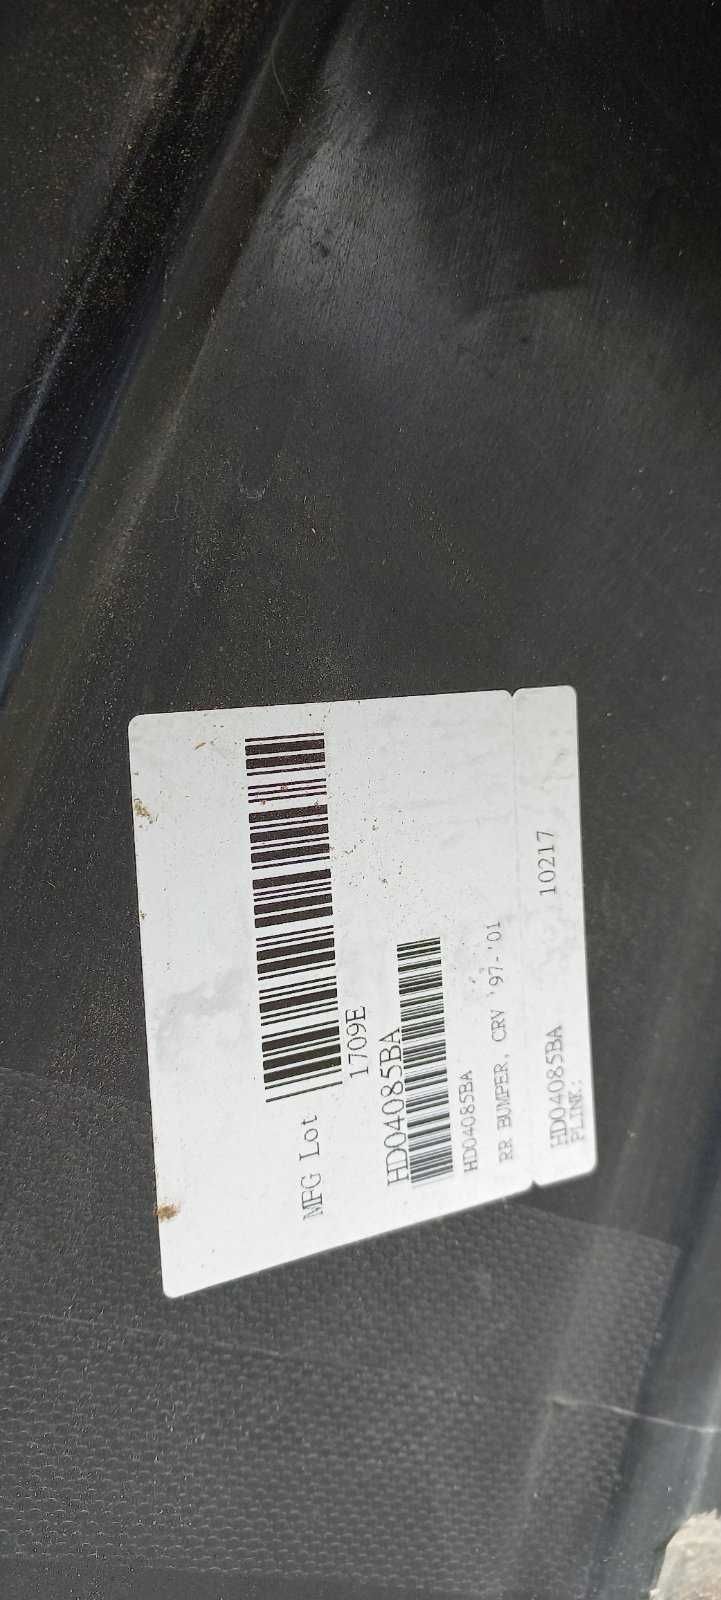 MFG Lot
1709E
HD04085BA
HD04085BA
RR BUMPER, CRV '97-'01
HD04085BA 10217
PLINK: